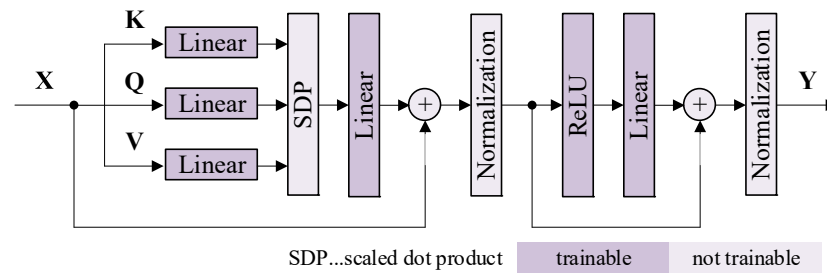 K
Linear
X
Q
Linear
V
Linear
SDP
Linear
+
Normalization
ReLU
Linear
+
Normalization
Y
SDP...scaled dot product
trainable
not trainable